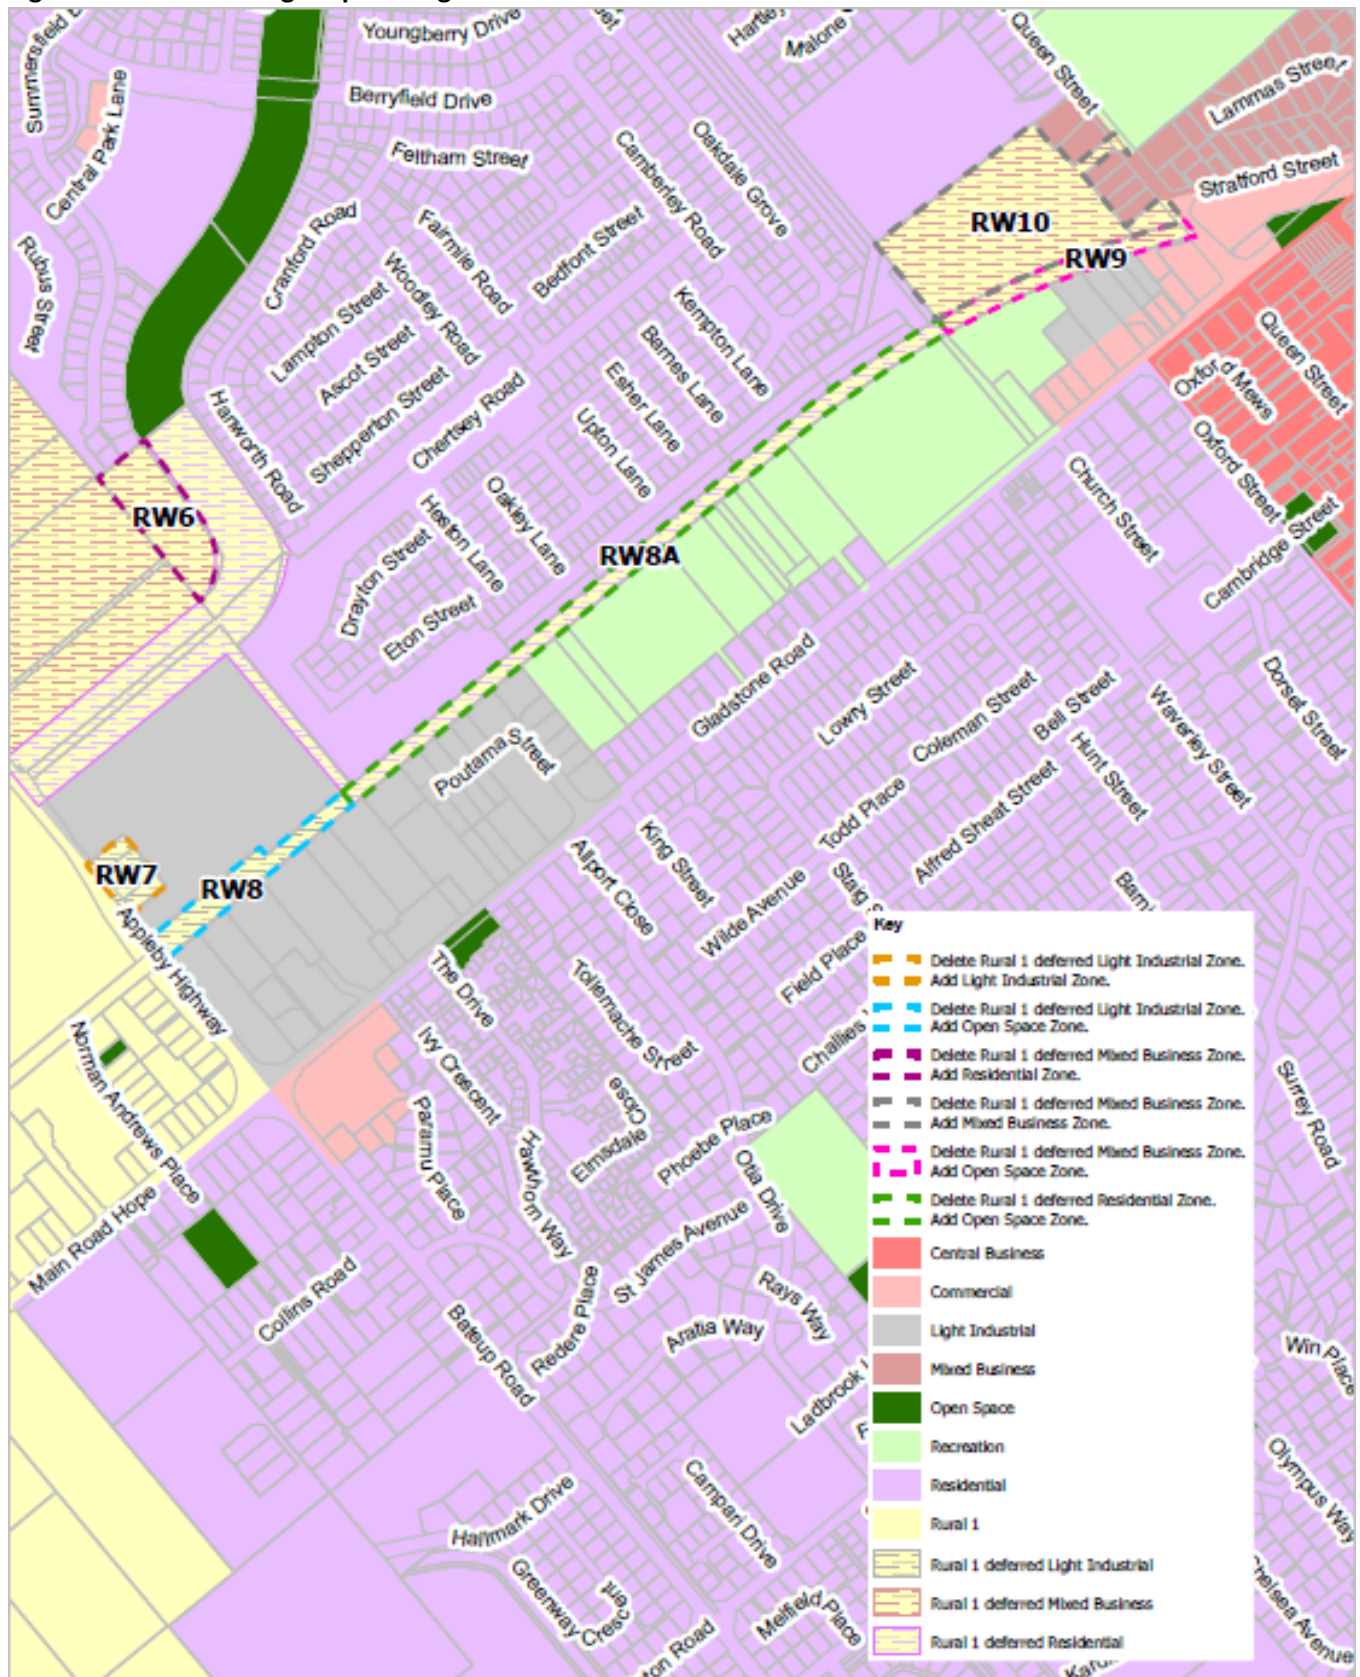 Youngberry Drive
Hartley
Malone
Queen Street
Summersfield B
Central Park Lane
Berryfield Drive
Lammas Street
Feltham Street
Camberley Road
Oakdale Grove
Stratford Street
Cranford Road
Fairmile Road
Bedfont Street
RW10
RW9
Rubus Street
Woodley Road
Lampton Street
Ascot Street
Kempton Lane
Barnes Lane
Esher Lane
Upton Lane
Queen Street
Oxford Mews
Hanworth Road
Shepperton Street
Chertsey Road
Oxford Street
Church Street
RW6
Heston Lane
Oakley Lane
Drayton Street
RW8A
Cambridge Street
Eton Street
Gladstone Road
Lowry Street
Coleman Street
Bell Street
Waverley Street
Dorset Street
Poutama Street
Hunt Street
Todd Place
Alfred Sheat Street
King Street
Allport Close
RW7
RW8
Wilde Avenue
Staig S
Appleby Highway
Field Place
The Drive
Tollemache Street
Challies
Norman Andrews Place
Ivy Crescent
Elmsdale Close
Phoebe Place
Surrey Road
Paramu Place
Hawthorn Way
Otia Drive
Main Road Hope
St James Avenue
Collins Road
Redere Place
Rays Way
Bateup Road
Aratia Way
Win Place
Ladbrook
Olympus Way
Hallmark Drive
Campari Drive
Greenway Crescent
Melfield Place
ton Road
helsea Avenue
Key
Delete Rural 1 deferred Light Industrial Zone.
Add Light Industrial Zone.
Delete Rural 1 deferred Light Industrial Zone.
Add Open Space Zone.
Delete Rural 1 deferred Mixed Business Zone.
Add Residential Zone.
Delete Rural 1 deferred Mixed Business Zone.
Add Mixed Business Zone.
Delete Rural 1 deferred Mixed Business Zone.
Add Open Space Zone.
Delete Rural 1 deferred Residential Zone.
Add Open Space Zone.
Central Business
Commercial
Light Industrial
Mixed Business
Open Space
Recreation
Residential
Rural 1
Rural 1 deferred Light Industrial
Rural 1 deferred Mixed Business
Rural 1 deferred Residential